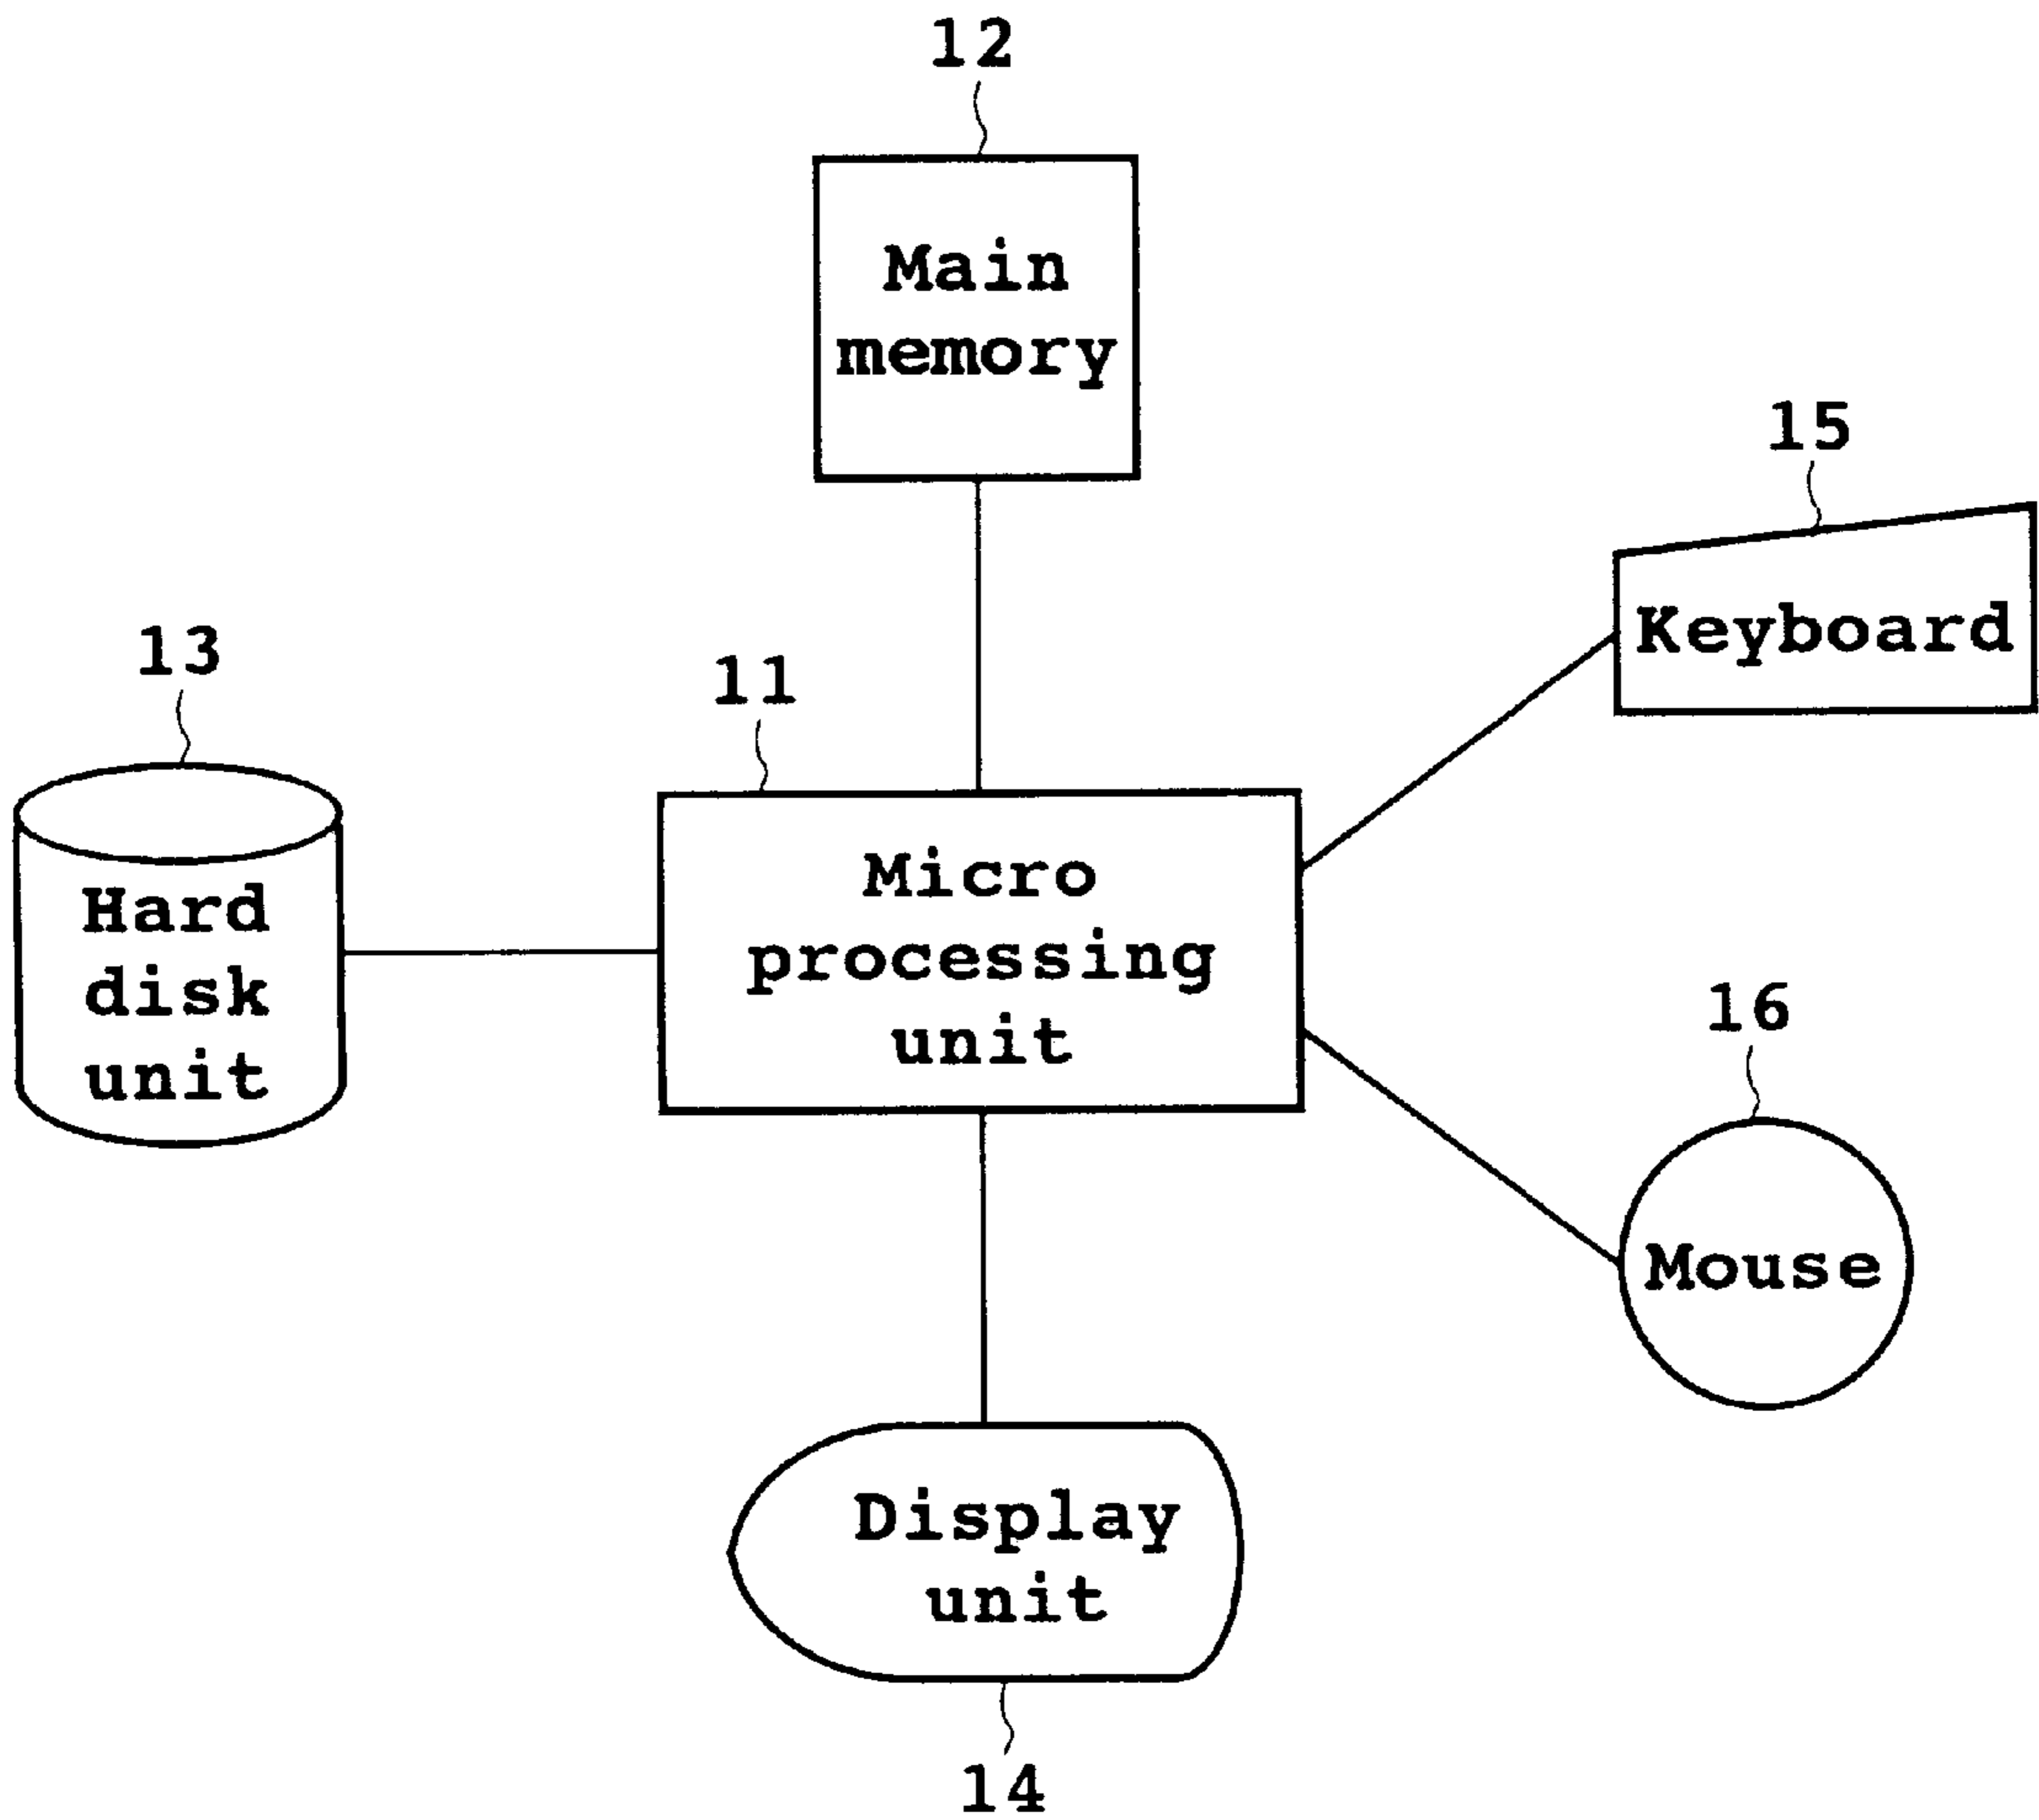 12
Main
memory
15
Keyboard
13
11
Hard
disk
unit
Micro
processing
unit
16
Mouse
Display
unit
14